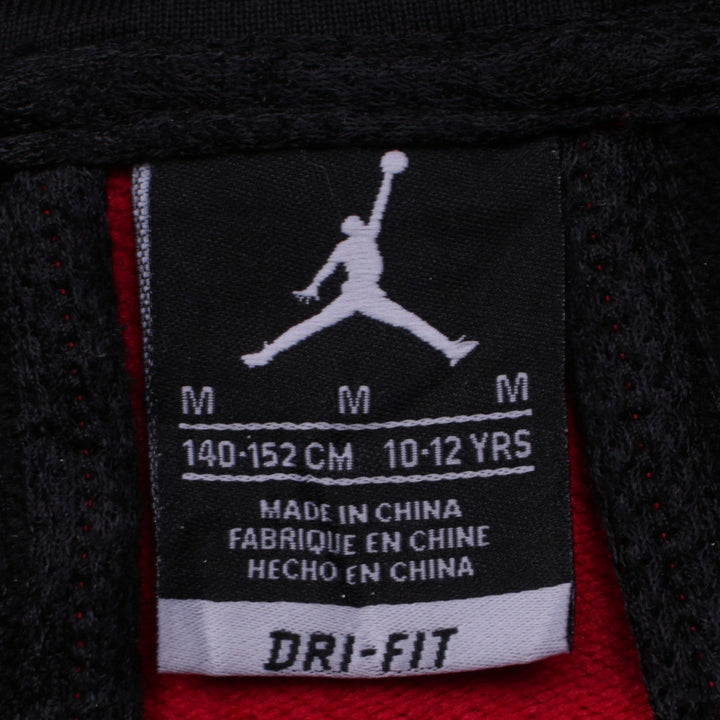 M M M
140-152 CM 10-12 YRS
MADE IN CHINA
FABRIQUE EN CHINE
HECHO EN CHINA
DRI-FIT